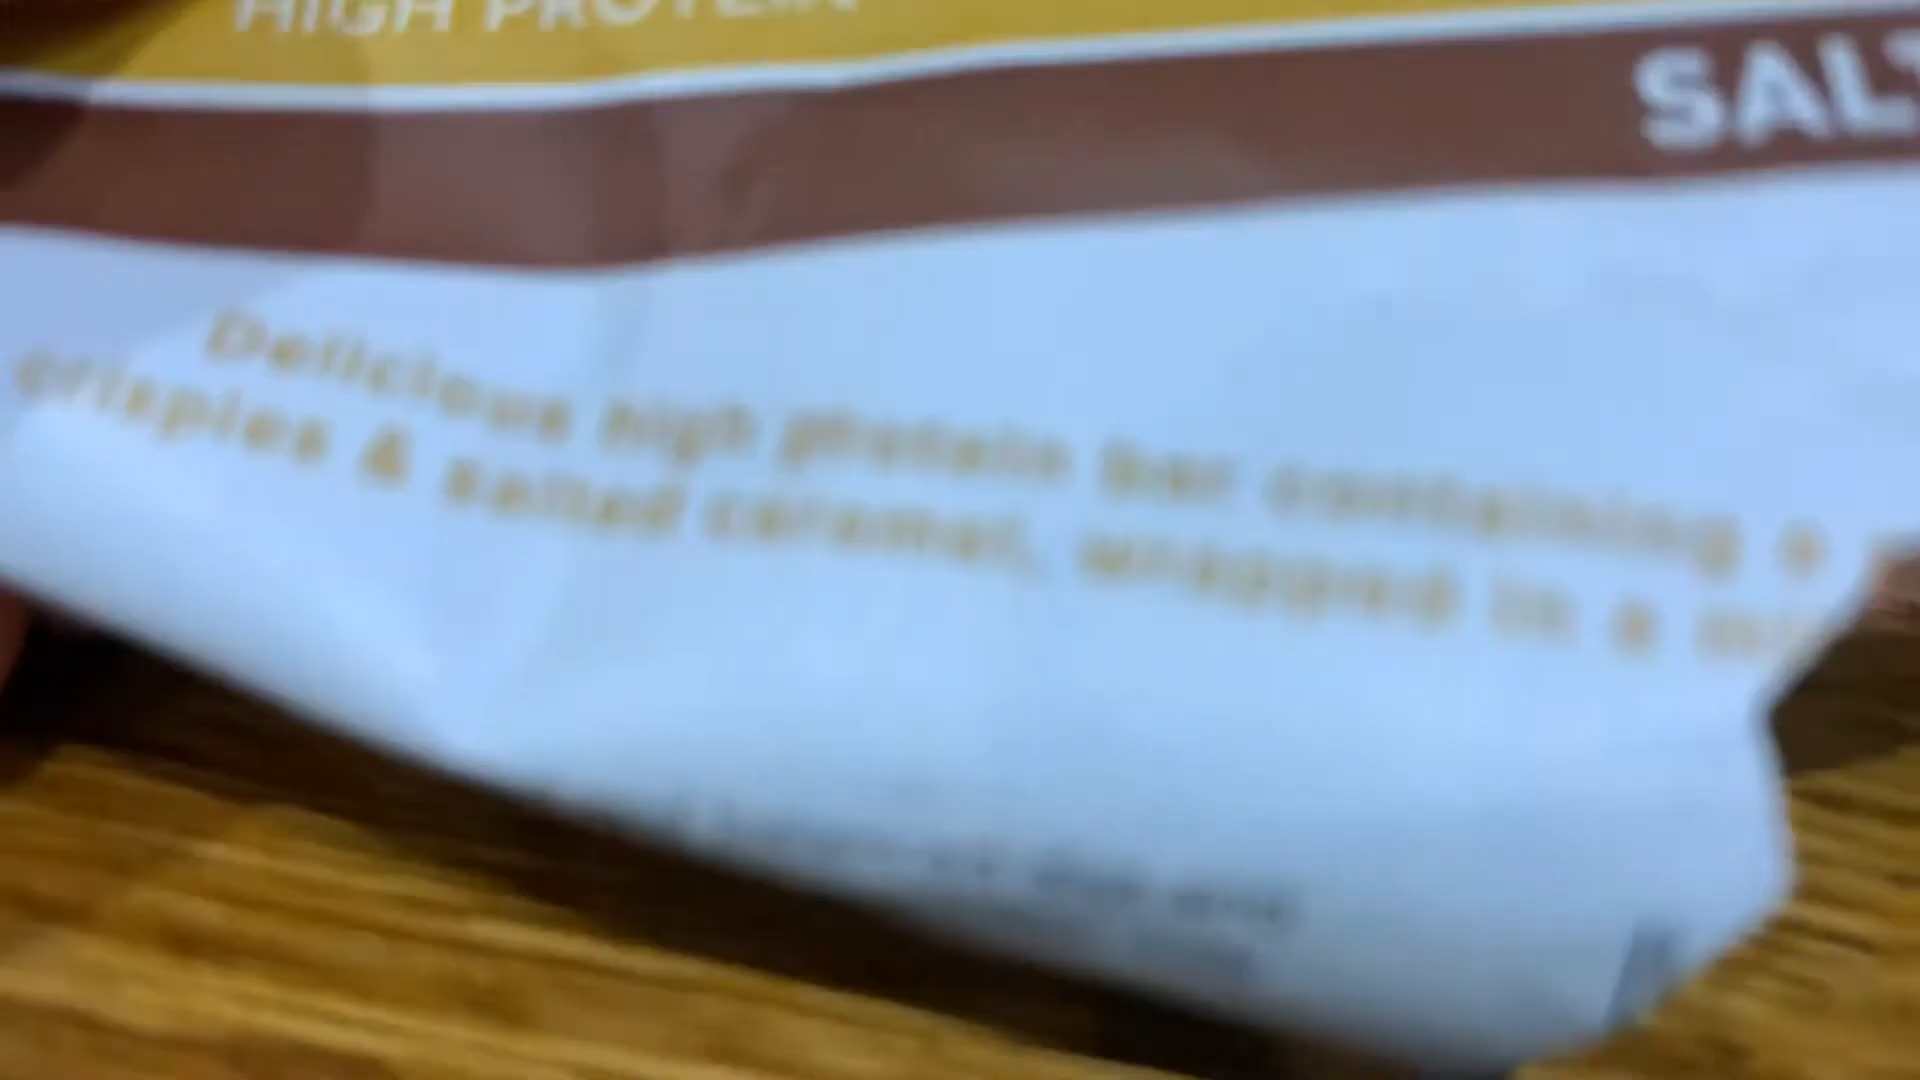 HIGH PROTEIN
SALT
Delicious high protein bar containing
crispies & salted caramel, wrapped in a